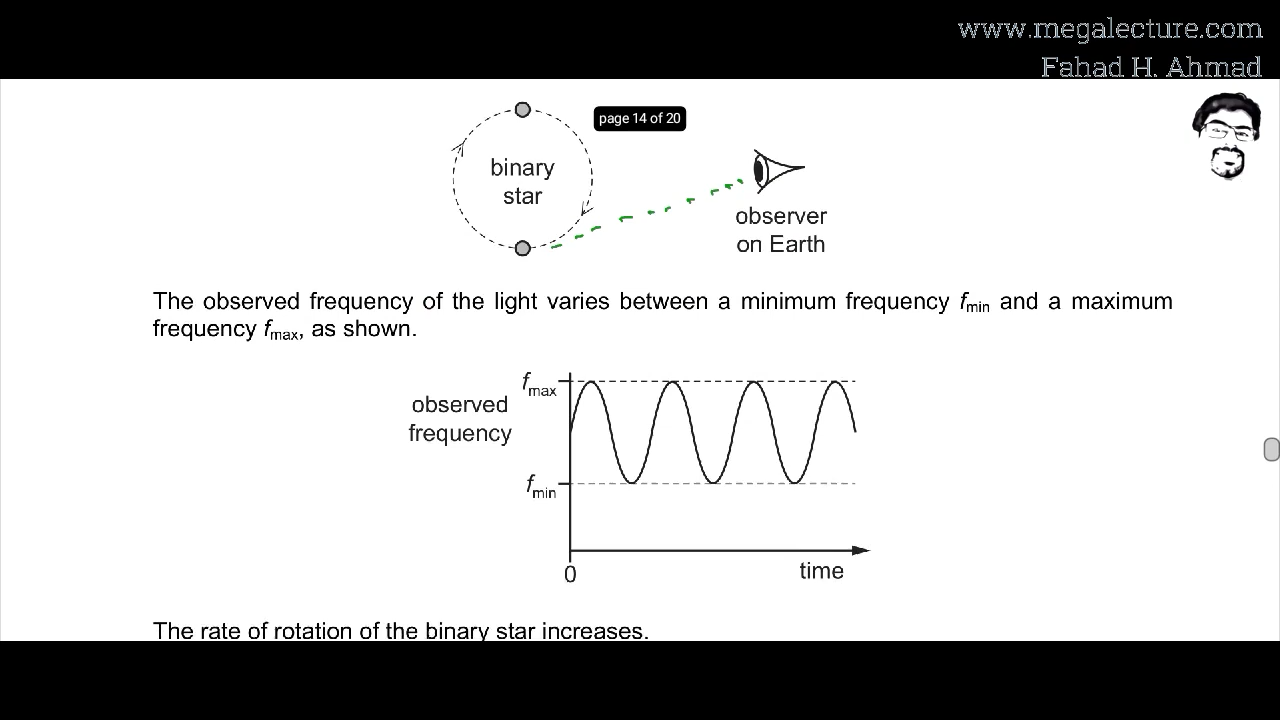 www.megalecture.com
Fahad H. Ahmad
page 14 of 20
binary
star
observer
on Earth
The observed frequency of the light varies between a minimum frequency fmin and a maximum
frequency fmax, as shown.
fmax
observed
frequency
fmin
0
time
The rate of rotation of the binary star increases.